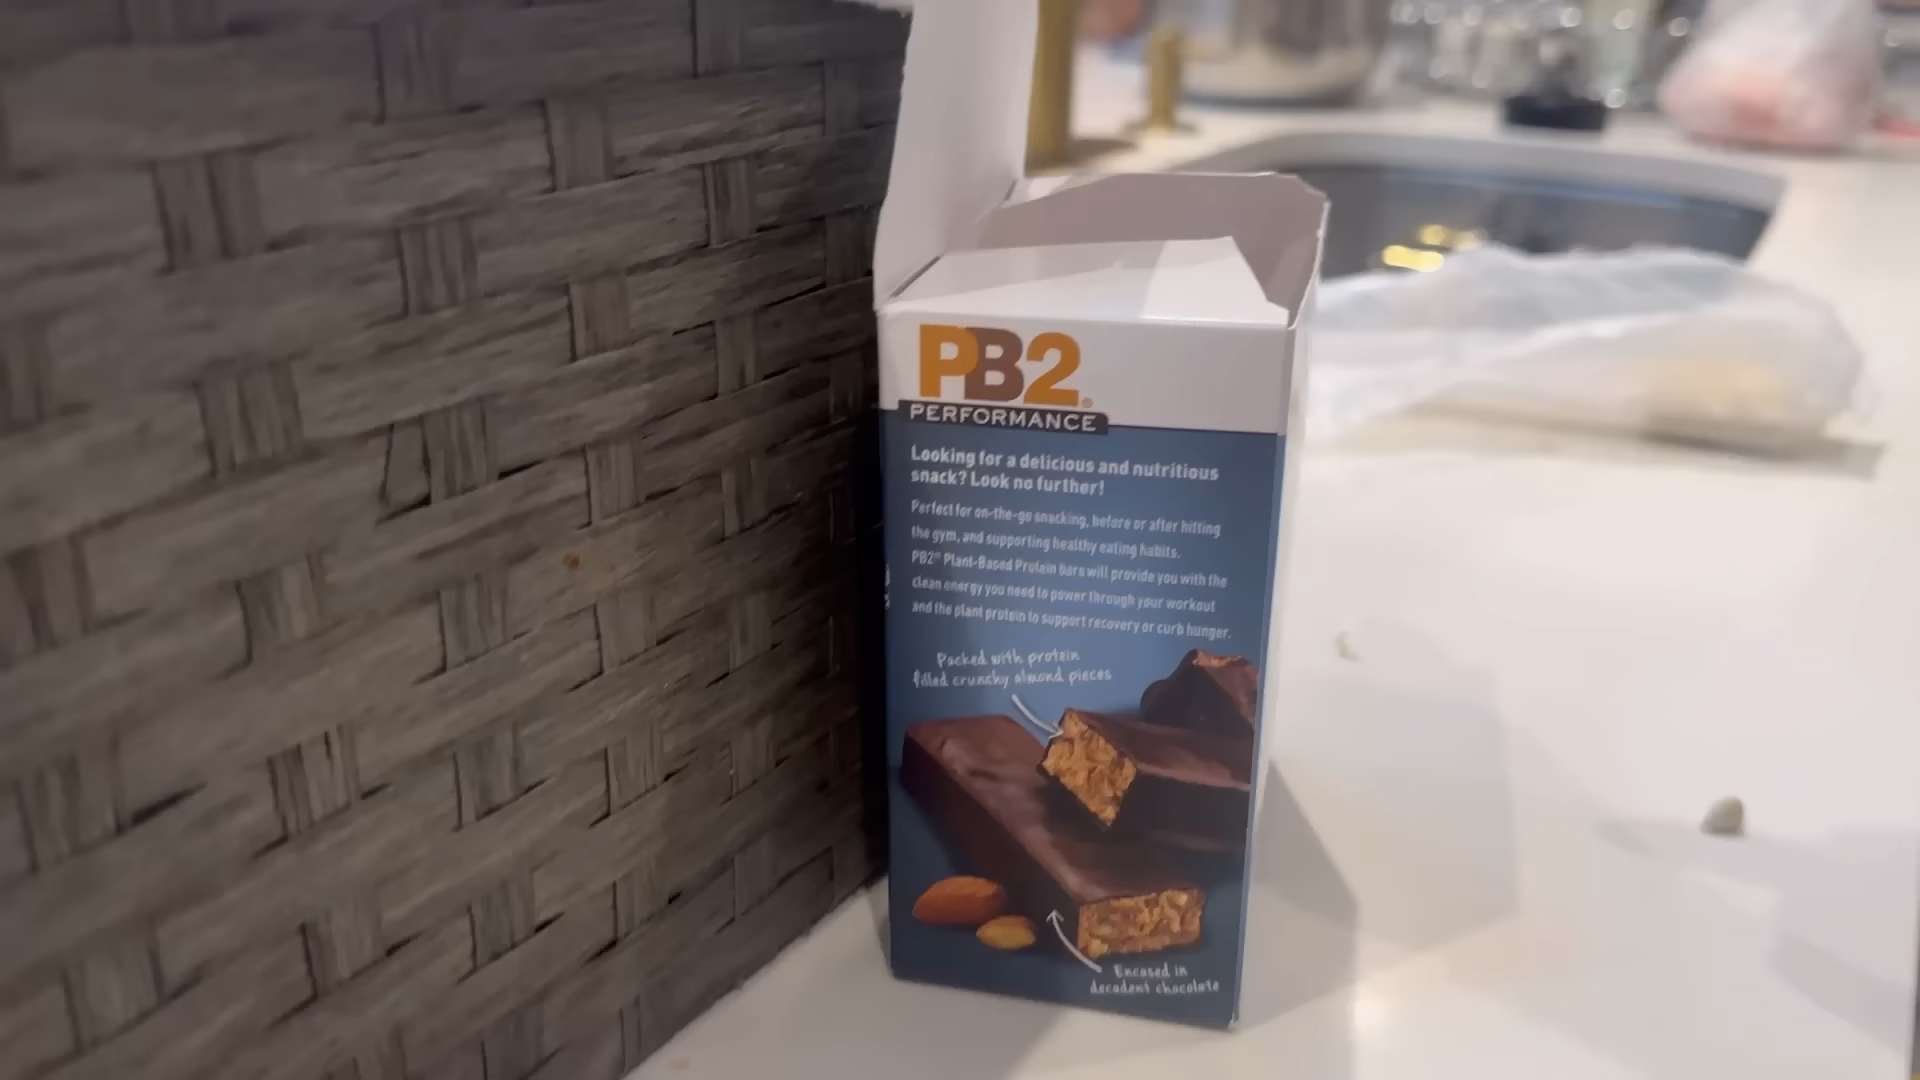 PB2®
PERFORMANCE
Looking for a delicious and nutritious
snack? Look no further!
Perfect for on-the-go snacking, before or after hitting
the gym, and supporting healthy eating habits.
PB2® Plant-Based Protein bars will provide you with the
clean energy you need to power through your workout
and the plant protein to support recovery or curb hunger.
Packed with protein
filled crunchy almond pieces
Encased in
decadent chocolate